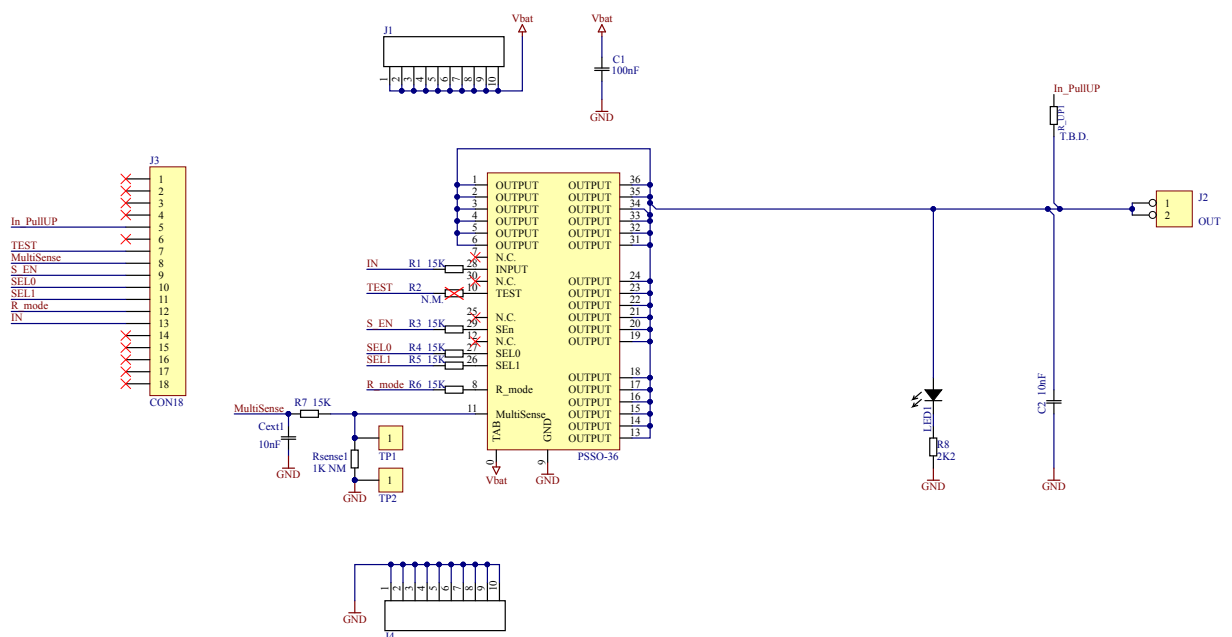 Vbat
Vbat
J1
1 2 3 4 5 6 7 8 9 10
C1
100nF
GND
In_PullUP
R_UP1
T.B.D.
J3
1
2
3
4
In_PullUP 5
6
TEST 7
MultiSense 8
S_EN 9
SEL0 10
SEL1 11
R_mode 12
IN 13
14
15
16
17
18
CON18
1 OUTPUT OUTPUT 36
2 OUTPUT OUTPUT 35
3 OUTPUT OUTPUT 34
4 OUTPUT OUTPUT 33
5 OUTPUT OUTPUT 32
6 OUTPUT OUTPUT 31
7 N.C.
IN R1 15K 28 INPUT
30 N.C. OUTPUT 24
TEST R2 10 TEST OUTPUT 23
N.M.
OUTPUT 22
25 N.C. OUTPUT 21
S_EN R3 15K 29 SEn OUTPUT 20
12 N.C. OUTPUT 19
SEL0 R4 15K 27 SEL0
SEL1 R5 15K 26 SEL1
OUTPUT 18
R_mode R6 15K 8 R_mode OUTPUT 17
OUTPUT 16
11 MultiSense OUTPUT 15
OUTPUT 14
OUTPUT 13
TAB
GND
PSSO-36
0
9
Vbat
GND
MultiSense R7 15K
Cext1
10nF
GND
Rsense1
1K NM
GND
1
TP1
1
TP2
J2
1
2
OUT
LED1
R8
2K2
GND
C2 10nF
GND
GND
1 2 3 4 5 6 7 8 9 10
J4